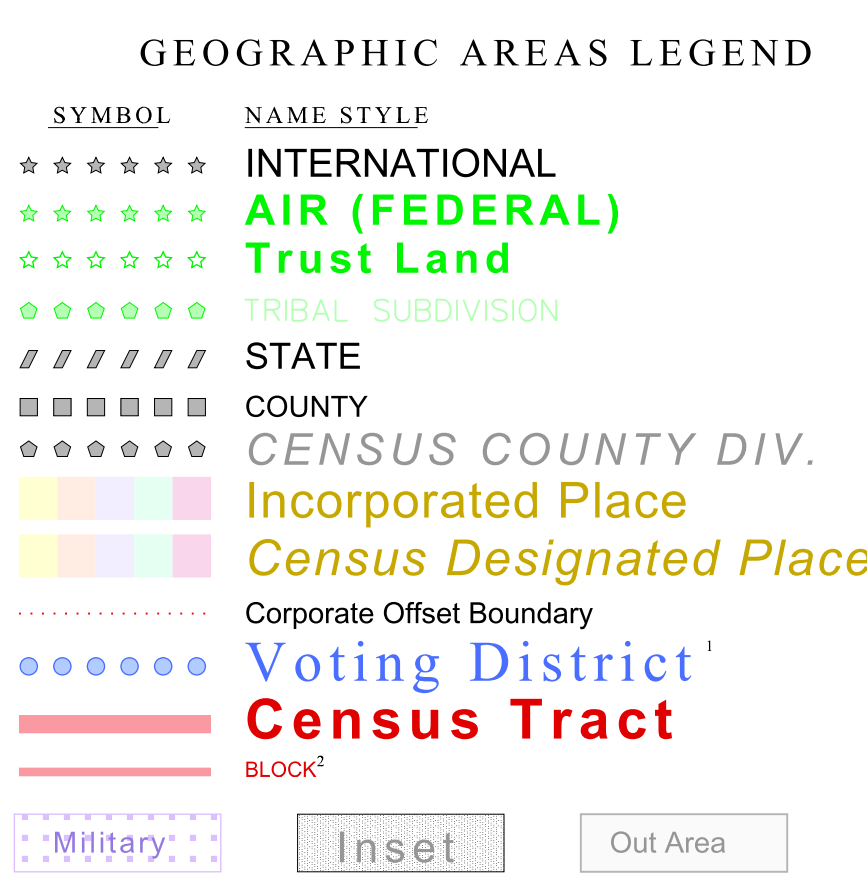 GEOGRAPHIC AREAS LEGEND
SYMBOL NAME STYLE
INTERNATIONAL
AIR (FEDERAL)
Trust Land
TRIBAL SUBDIVISION
STATE
COUNTY
CENSUS COUNTY DIV.
Incorporated Place
Census Designated Place
Corporate Offset Boundary
Voting District 1
Census Tract
BLOCK2
Military Inset Out Area